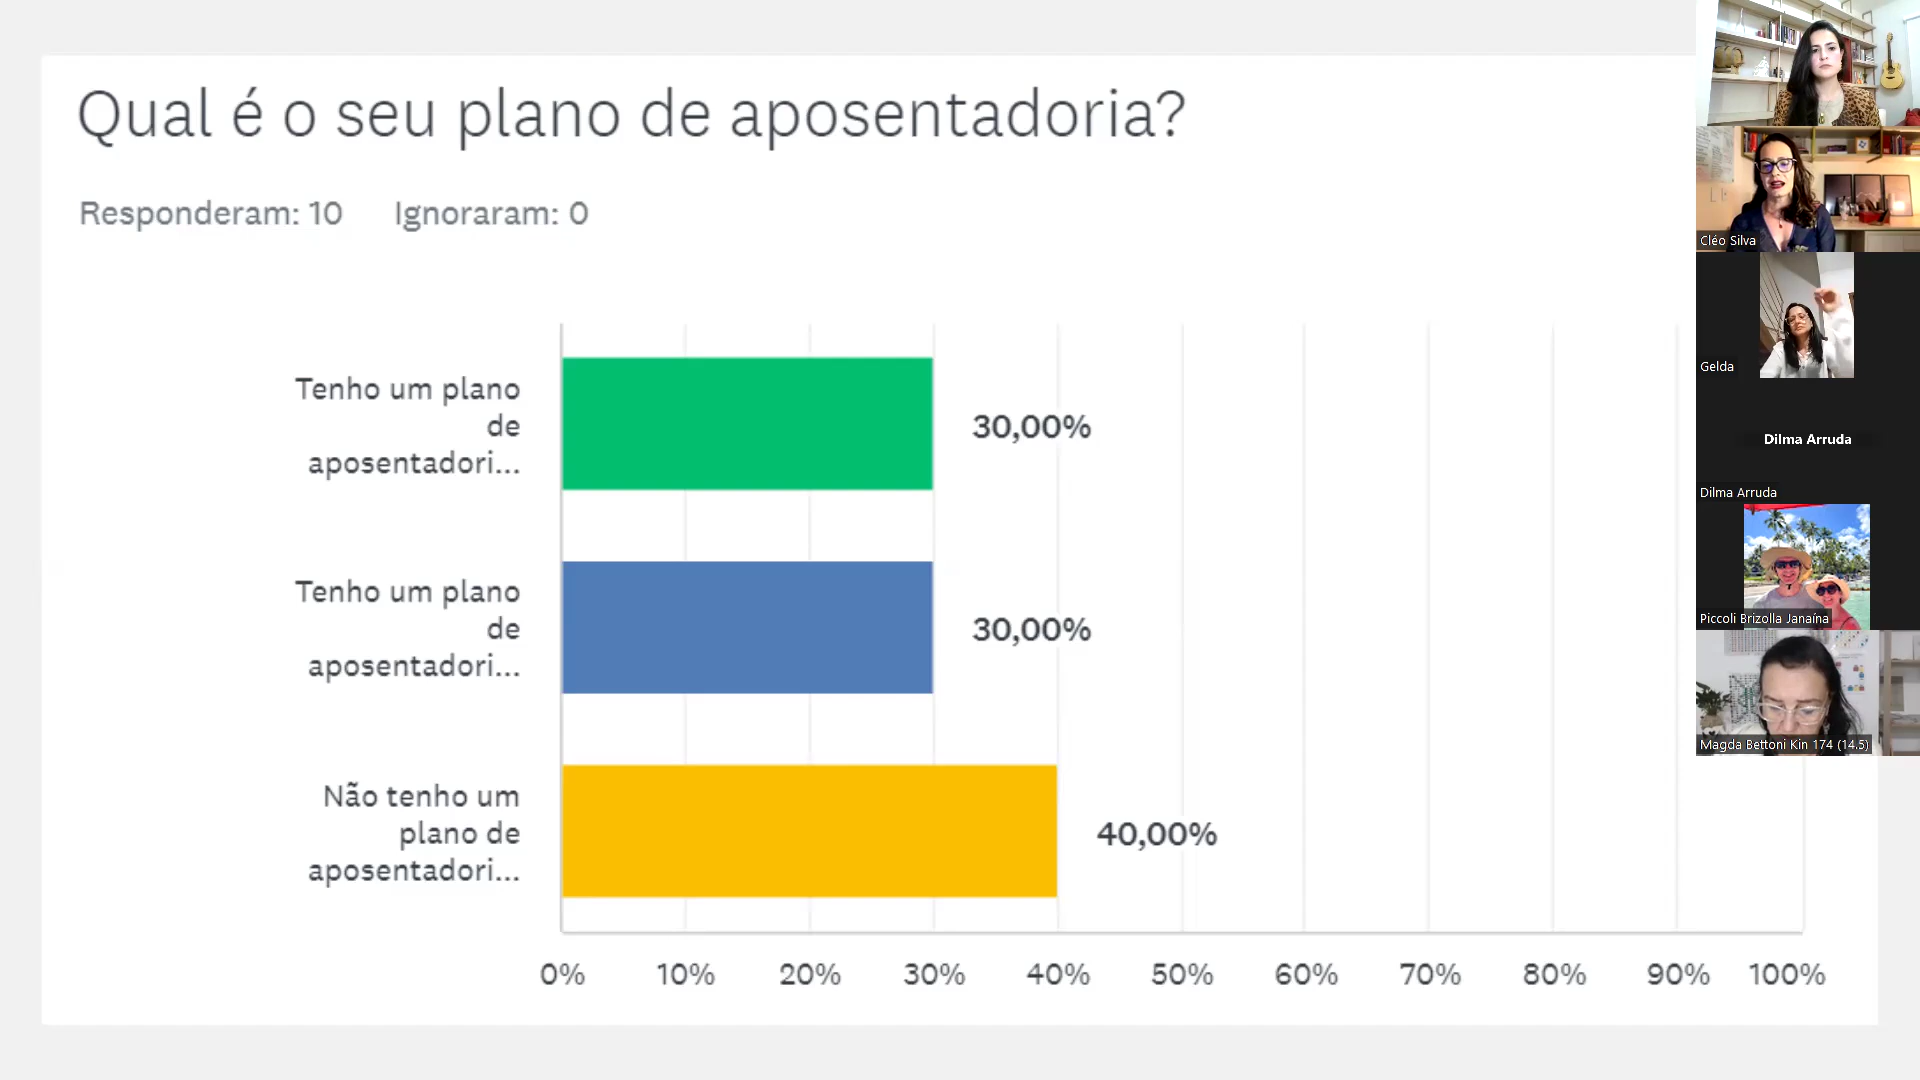 Qual é o seu plano de aposentadoria?
Responderam: 10 Ignoraram: 0
Tenho um plano
de
aposentadori...
30,00%
Tenho um plano
de
aposentadori...
30,00%
Não tenho um
plano de
aposentadori...
40,00%
0% 10% 20% 30% 40% 50% 60% 70% 80% 90% 100%
Cléo Silva
Gelda
Dilma Arruda
Dilma Arruda
Piccoli Brizolla Janaína
Magda Bettoni Kin 174 (14.5)